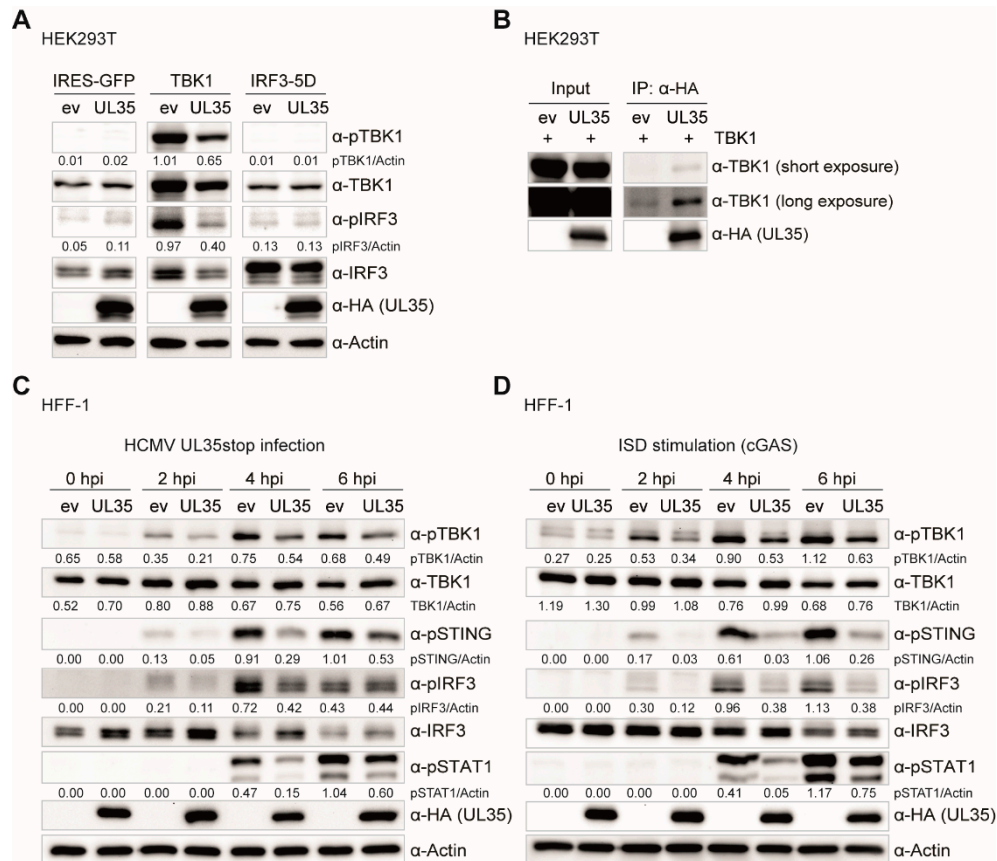 A
HEK293T
IRES-GFP TBK1 IRF3-5D
ev UL35 ev UL35 ev UL35
α-pTBK1
0.01 0.02 1.01 0.65 0.01 0.01 pTBK1/Actin
α-TBK1
α-pIRF3
0.05 0.11 0.97 0.40 0.13 0.13 pIRF3/Actin
α-IRF3
α-HA (UL35)
α-Actin
B
HEK293T
Input IP: α-HA
ev UL35 ev UL35
+ + + + TBK1
α-TBK1 (short exposure)
α-TBK1 (long exposure)
α-HA (UL35)
C
HFF-1
HCMV UL35stop infection
0 hpi 2 hpi 4 hpi 6 hpi
ev UL35 ev UL35 ev UL35 ev UL35
α-pTBK1
0.65 0.58 0.35 0.21 0.75 0.54 0.68 0.49 pTBK1/Actin
α-TBK1
0.52 0.70 0.80 0.88 0.67 0.75 0.56 0.67 TBK1/Actin
α-pSTING
0.00 0.00 0.13 0.05 0.91 0.29 1.01 0.53 pSTING/Actin
α-pIRF3
0.00 0.00 0.21 0.11 0.72 0.42 0.43 0.44 pIRF3/Actin
α-IRF3
α-pSTAT1
0.00 0.00 0.00 0.00 0.47 0.15 1.04 0.60 pSTAT1/Actin
α-HA (UL35)
α-Actin
D
HFF-1
ISD stimulation (cGAS)
0 hpi 2 hpi 4 hpi 6 hpi
ev UL35 ev UL35 ev UL35 ev UL35
α-pTBK1
0.27 0.25 0.53 0.34 0.90 0.53 1.12 0.63 pTBK1/Actin
α-TBK1
1.19 1.30 0.99 1.08 0.76 0.99 0.68 0.76 TBK1/Actin
α-pSTING
0.00 0.00 0.17 0.03 0.61 0.03 1.06 0.26 pSTING/Actin
α-pIRF3
0.00 0.00 0.30 0.12 0.96 0.38 1.13 0.38 pIRF3/Actin
α-IRF3
α-pSTAT1
0.00 0.00 0.00 0.00 0.41 0.05 1.17 0.75 pSTAT1/Actin
α-HA (UL35)
α-Actin